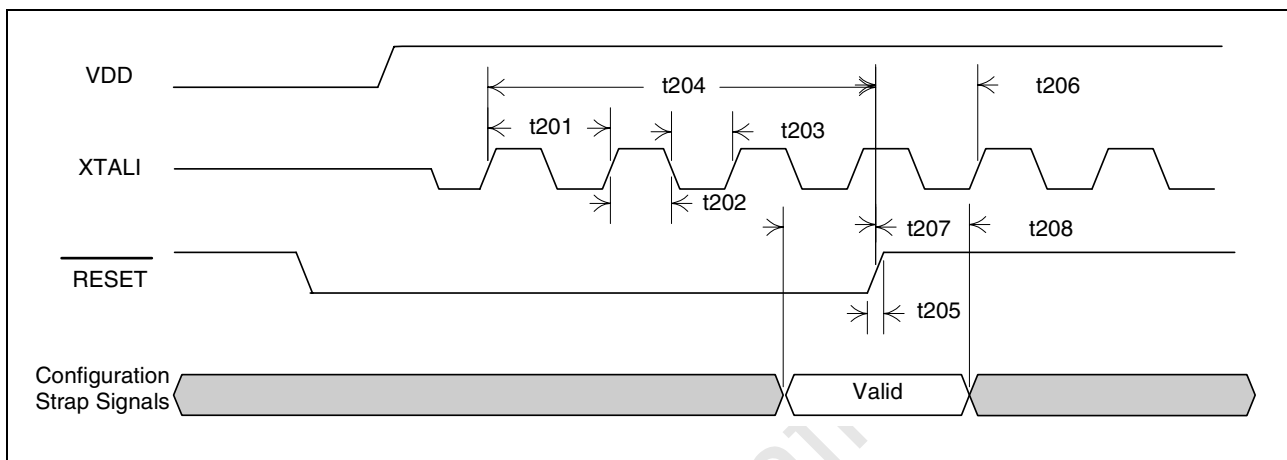 VDD
t204
t206
t201
t203
XTALI
t202
t207
t208
RESET
t205
Configuration
Strap Signals
Valid